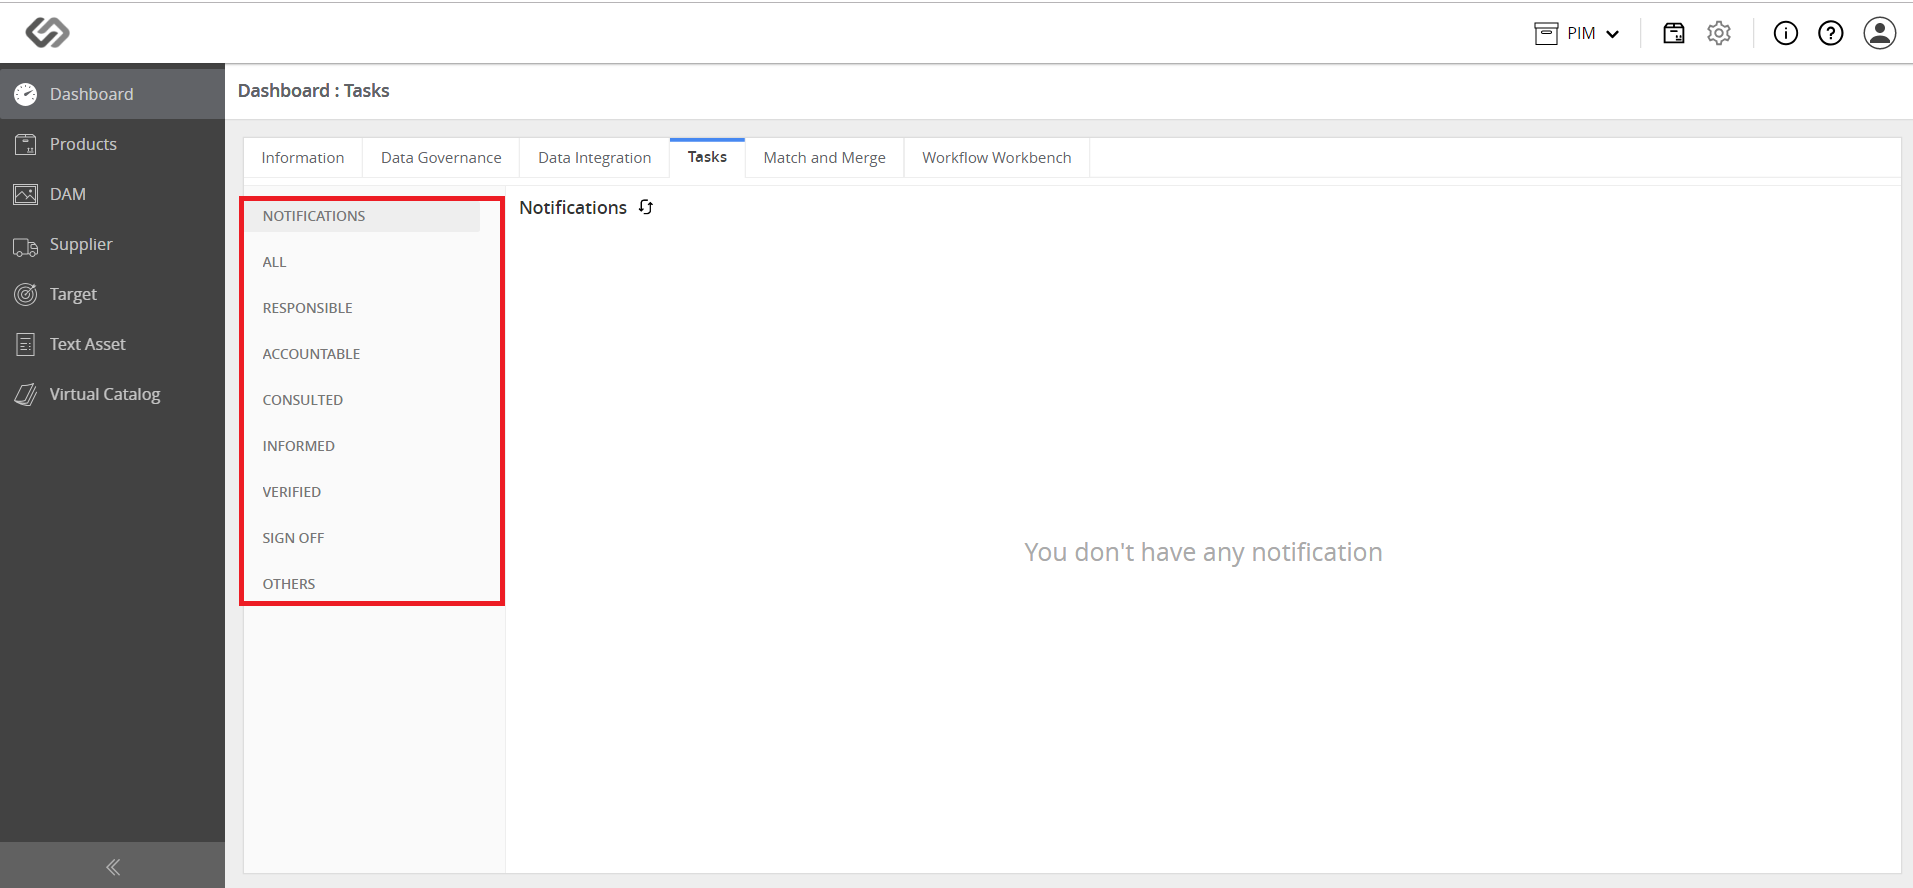 PIM
Dashboard
Products
DAM
Supplier
Target
Text Asset
Virtual Catalog
Dashboard : Tasks
Information
Data Governance
Data Integration
Tasks
Match and Merge
Workflow Workbench
NOTIFICATIONS
ALL
RESPONSIBLE
ACCOUNTABLE
CONSULTED
INFORMED
VERIFIED
SIGN OFF
OTHERS
Notifications
You don't have any notification